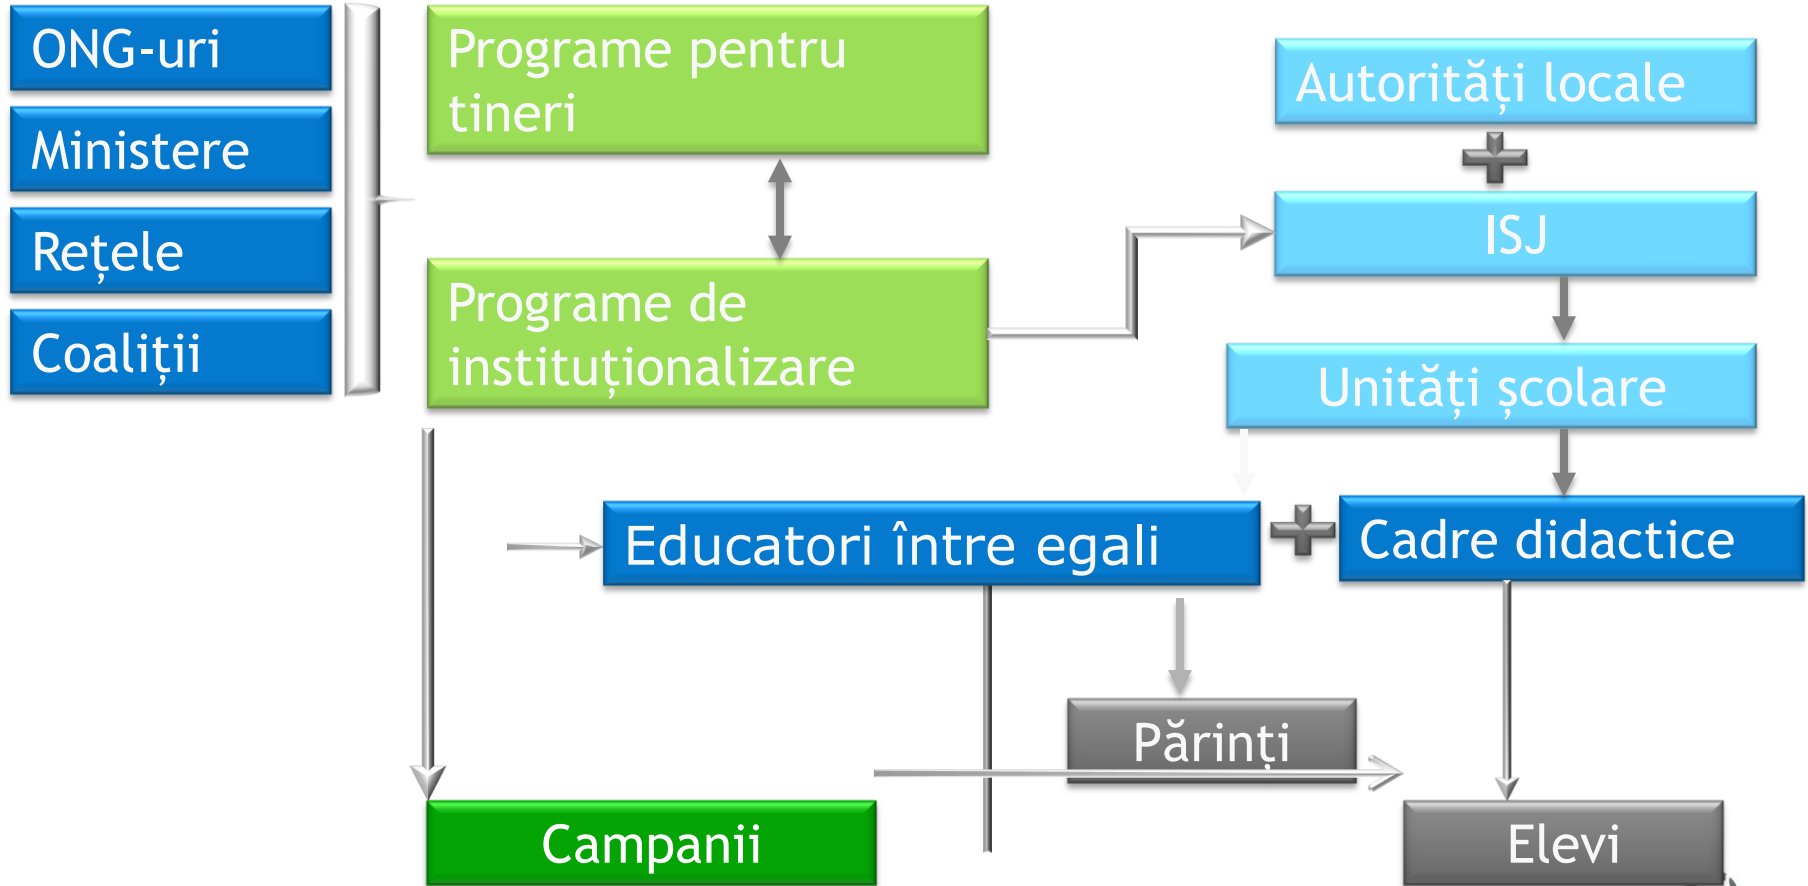 ONG-uri
Ministere
Rețele
Coaliții
Programe pentru
tineri
Programe de
instituționalizare
Autorități locale
ISJ
Unități școlare
Educatori între egali
Cadre didactice
Părinți
Campanii
Elevi